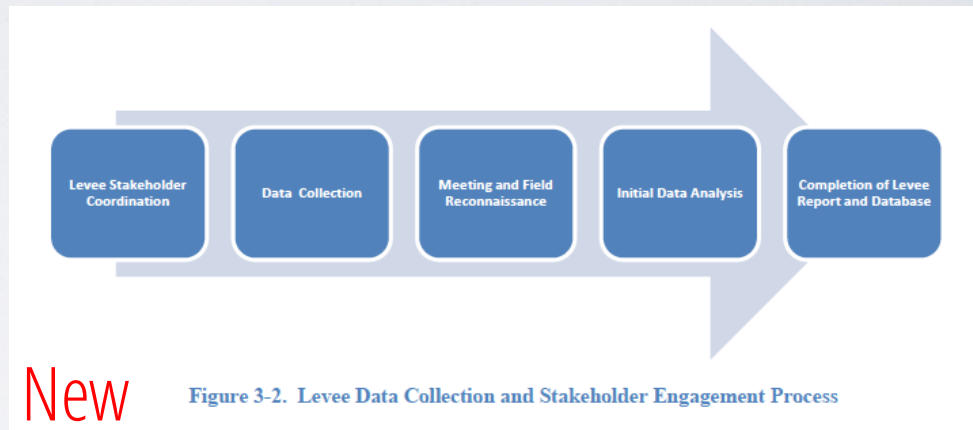 Levee Stakeholder
Coordination
Data Collection
Meeting and Field
Reconnaissance
Initial Data Analysis
Completion of Levee
Report and Database
New
Figure 3-2. Levee Data Collection and Stakeholder Engagement Process